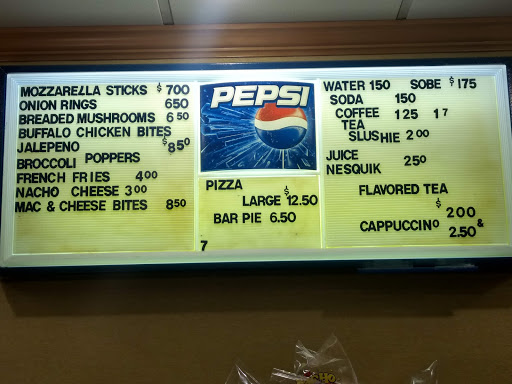 MOZZARELLA STICKS $700
ONION RINGS 650
BREADED MUSHROOMS 650
BUFFALO CHICKEN BITES
JALEPENO $850
BROCCOLI POPPERS
FRENCH FRIES 400
NACHO CHEESE 300
MAC & CHEESE BITES 850
PEPSI
PIZZA
LARGE $12.50
BAR PIE 6.50
7
WATER 150 SOBE $175
SODA 150
COFFEE 125 17
TEA
SLUSHIE 200
JUICE 250
NESQUIK
FLAVORED TEA
$200
CAPPUCCINO &
2.50